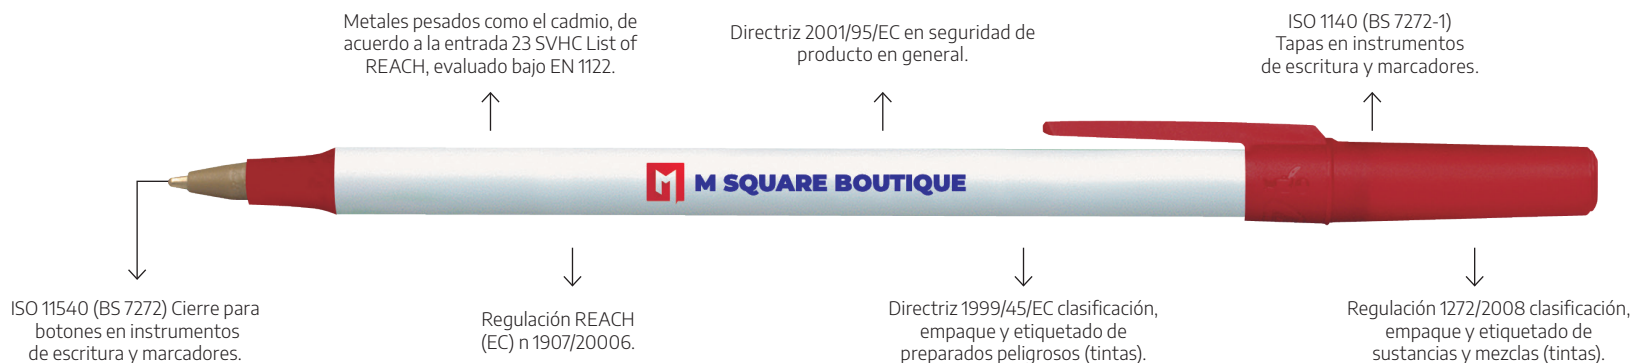 Metales pesados como el cadmio, de
acuerdo a la entrada 23 SVHC List of
REACH, evaluado bajo EN 1122.
Directriz 2001/95/EC en seguridad de
producto en general.
ISO 1140 (BS 7272-1)
Tapas en instrumentos
de escritura y marcadores.
M SQUARE BOUTIQUE
ISO 11540 (BS 7272) Cierre para
botones en instrumentos
de escritura y marcadores.
Regulación REACH
(EC) n 1907/20006.
Directriz 1999/45/EC clasificación,
empaque y etiquetado de
preparados peligrosos (tintas).
Regulación 1272/2008 clasificación,
empaque y etiquetado de
sustancias y mezclas (tintas).